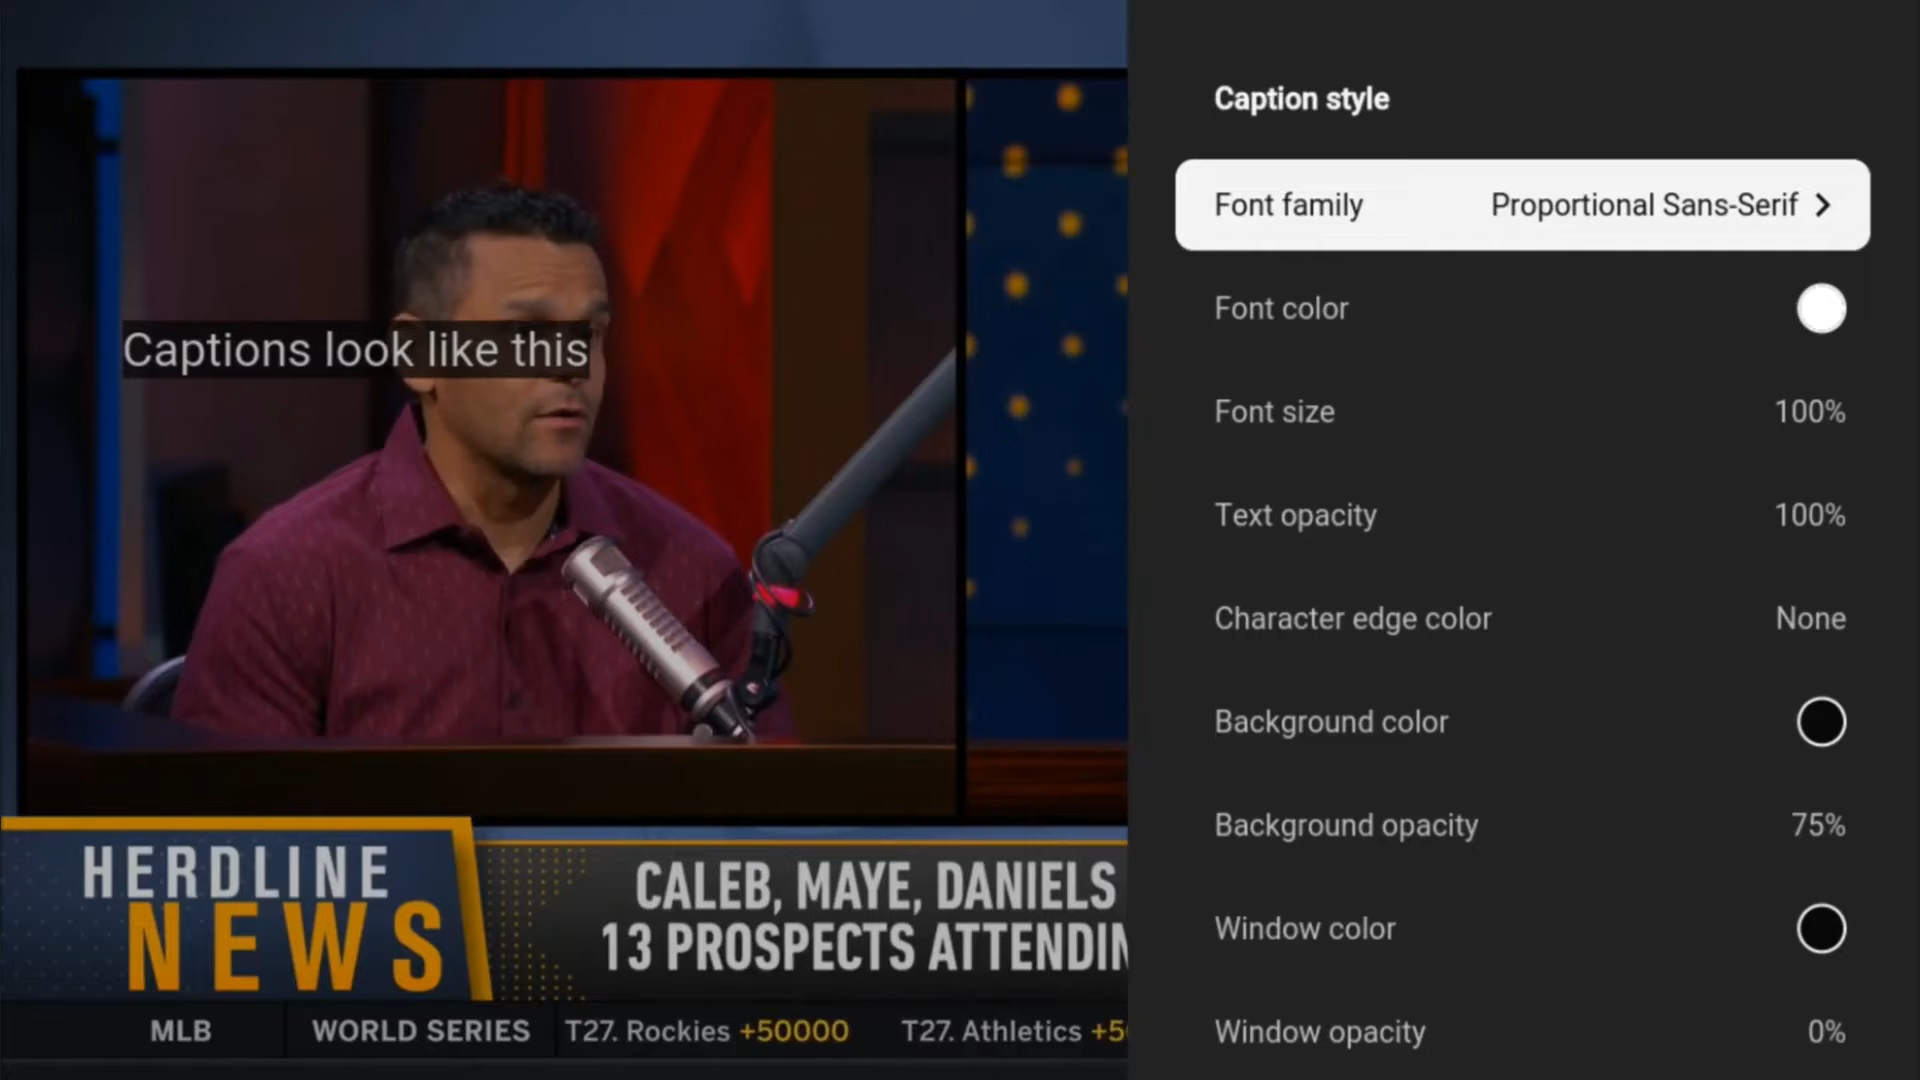 Caption style
Font family Proportional Sans-Serif
Font color
Font size 100%
Text opacity 100%
Character edge color None
Background color
Background opacity 75%
Window color
Window opacity 0%
Captions look like this
HERDLINE
NEWS
CALEB, MAYE, DANIELS
13 PROSPECTS ATTENDIN
MLB WORLD SERIES T27. Rockies +50000 T27. Athletics +50